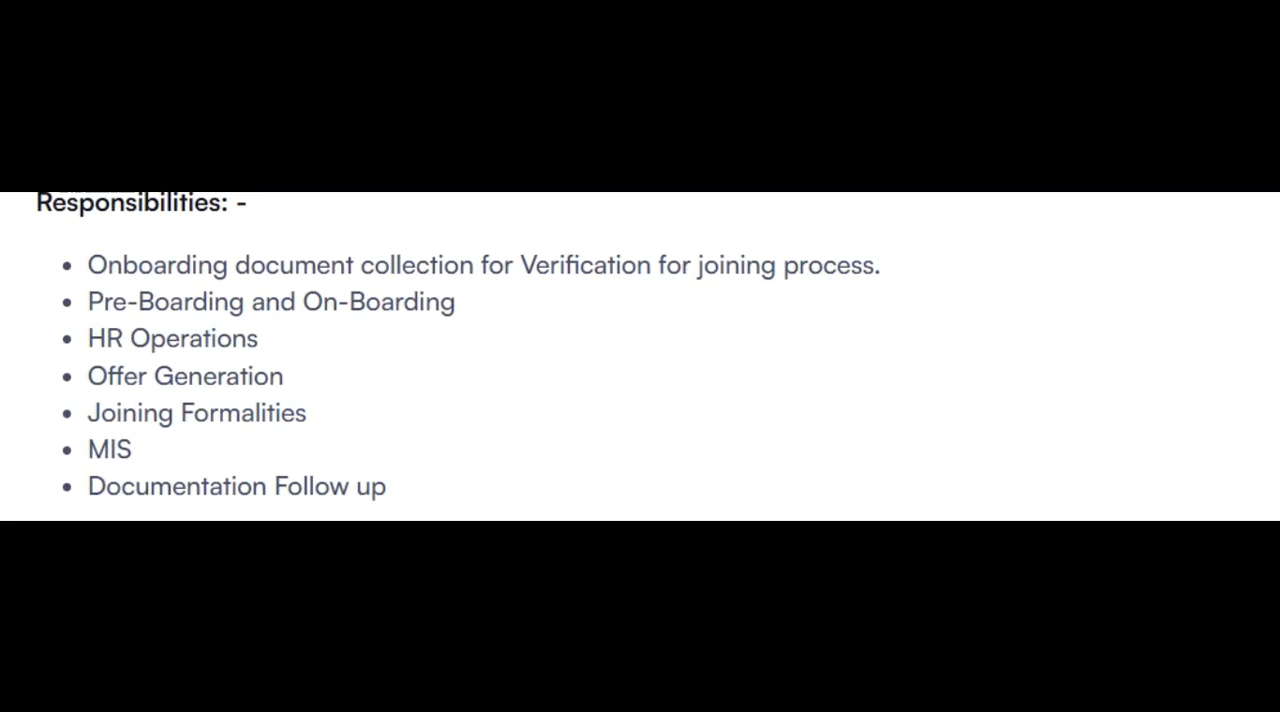 Responsibilities: -
• Onboarding document collection for Verification for joining process.
• Pre-Boarding and On-Boarding
• HR Operations
• Offer Generation
• Joining Formalities
• MIS
• Documentation Follow up